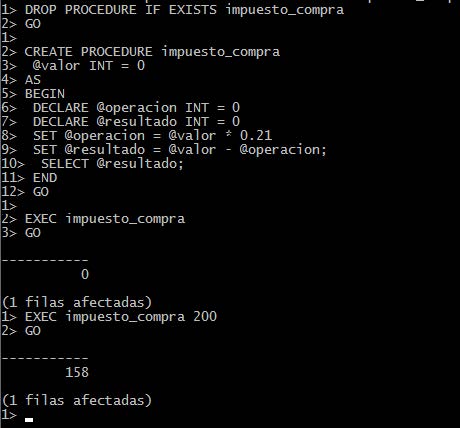 1> DROP PROCEDURE IF EXISTS impuesto_compra
2> GO
1>
2> CREATE PROCEDURE impuesto_compra
3>  @valor INT = 0
4> AS
5> BEGIN
6>  DECLARE @operacion INT = 0
7>  DECLARE @resultado INT = 0
8>  SET @operacion = @valor * 0.21
9>  SET @resultado = @valor - @operacion;
10>  SELECT @resultado;
11> END
12> GO
1>
2> EXEC impuesto_compra
3> GO
-----------
0
(1 filas afectadas)
1> EXEC impuesto_compra 200
2> GO
-----------
158
(1 filas afectadas)
1>